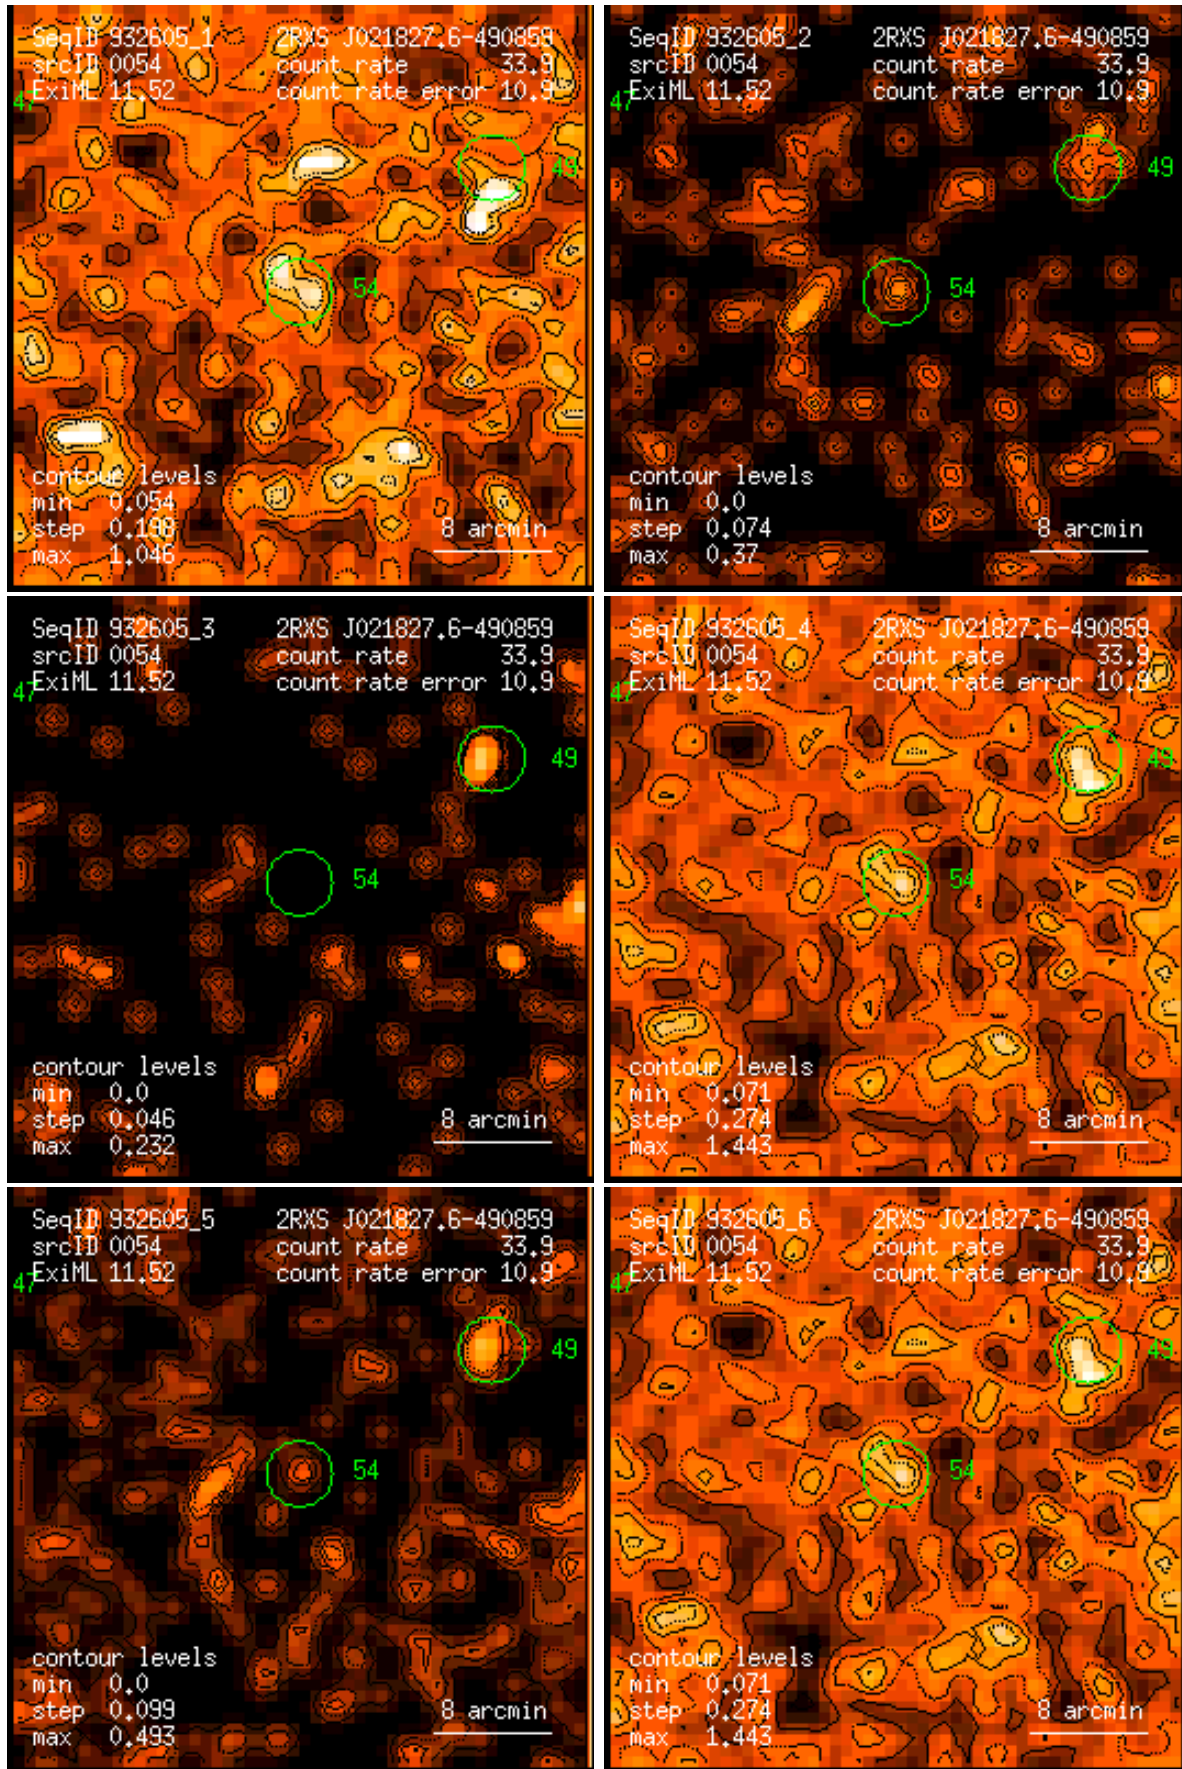 SeqID 932605_1 2RXS J021827.6-490859
srcID 0054 count rate 33.9
ExiML 11.52 count rate error 10.9
47
49
54
contour levels
min 0.054
step 0.198 8 arcmin
max 1.046
SeqID 932605_2 2RXS J021827.6-490859
srcID 0054 count rate 33.9
ExiML 11.52 count rate error 10.9
47
49
54
contour levels
min 0.0
step 0.074 8 arcmin
max 0.37
SeqID 932605_3 2RXS J021827.6-490859
srcID 0054 count rate 33.9
ExiML 11.52 count rate error 10.9
47
49
54
contour levels
min 0.0
step 0.046 8 arcmin
max 0.232
SeqID 932605_4 2RXS J021827.6-490859
srcID 0054 count rate 33.9
ExiML 11.52 count rate error 10.9
47
49
54
contour levels
min 0.071
step 0.274 8 arcmin
max 1.443
SeqID 932605_5 2RXS J021827.6-490859
srcID 0054 count rate 33.9
ExiML 11.52 count rate error 10.9
47
49
54
contour levels
min 0.0
step 0.099 8 arcmin
max 0.493
SeqID 932605_6 2RXS J021827.6-490859
srcID 0054 count rate 33.9
ExiML 11.52 count rate error 10.9
47
49
54
contour levels
min 0.071
step 0.274 8 arcmin
max 1.443